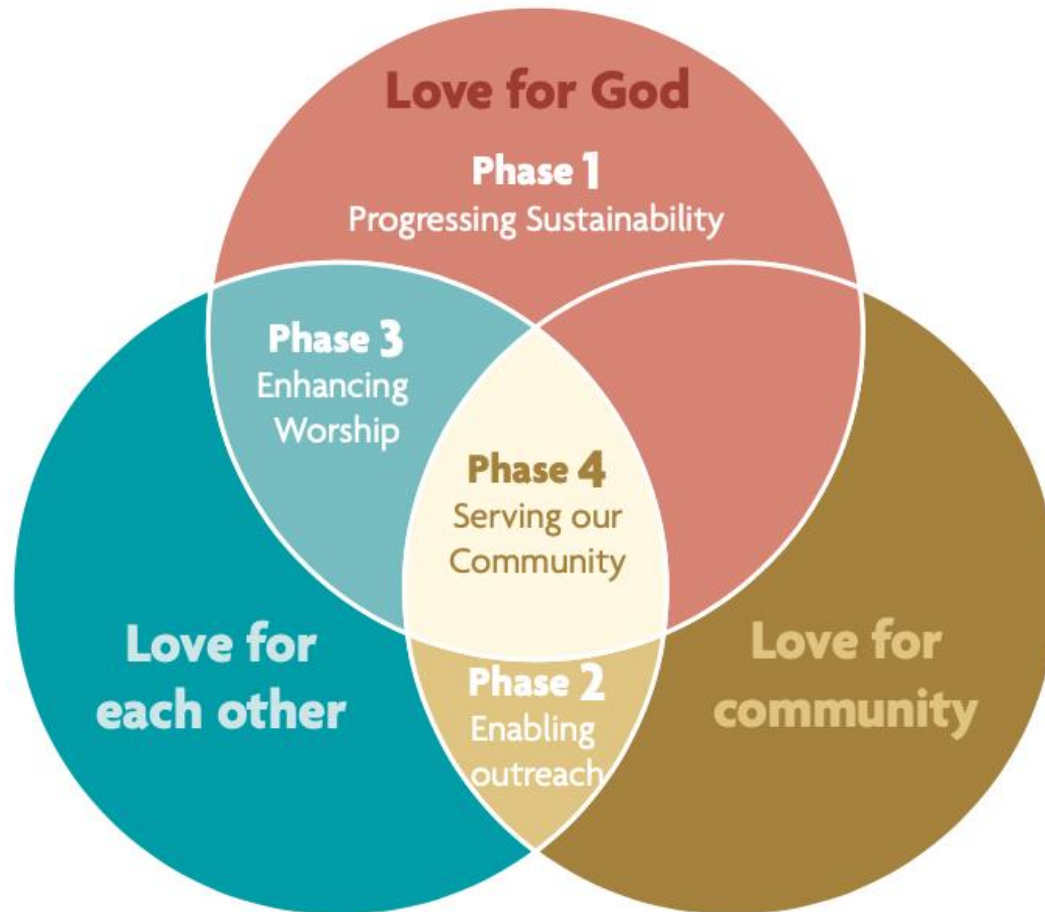 Love for God
Phase 1
Progressing Sustainability
Phase 3
Enhancing
Worship
Phase 4
Serving our
Community
Love for
each other
Love for
community
Phase 2
Enabling
outreach